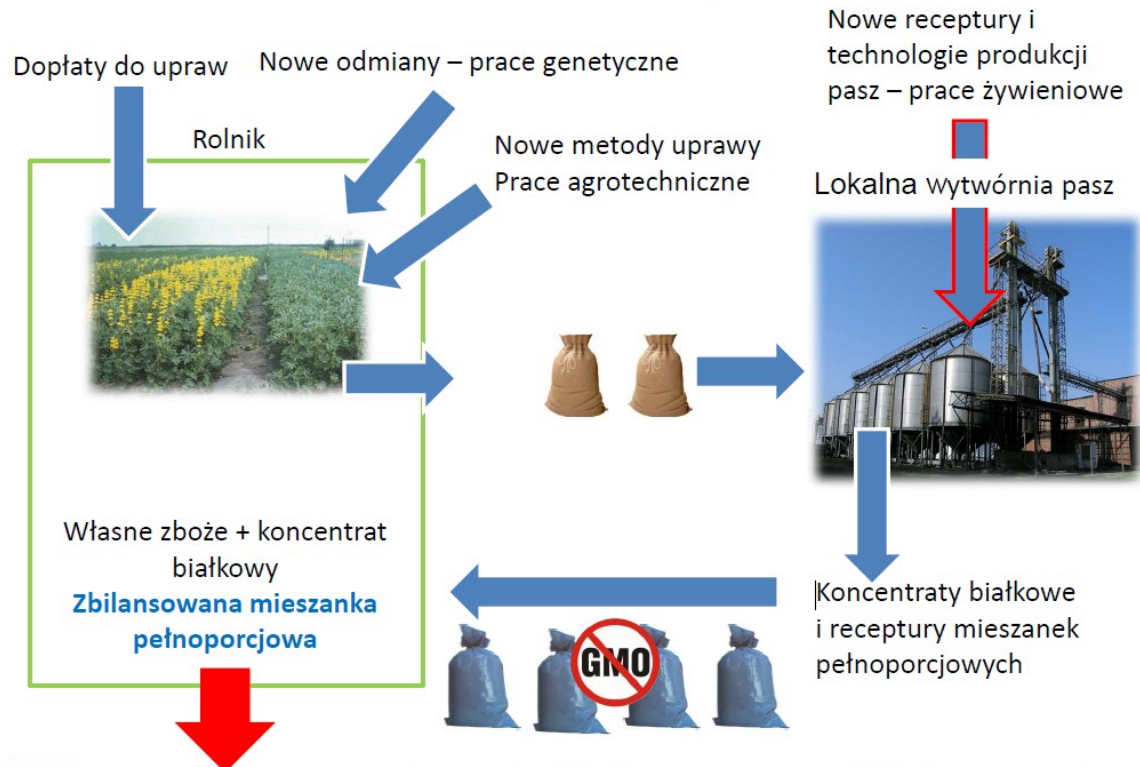 Dopłaty do upraw
Nowe odmiany – prace genetyczne
Nowe receptury i
technologie produkcji
pasz – prace żywieniowe
Rolnik
Nowe metody uprawy
Prace agrotechniczne
Lokalna Wytwórnia pasz
Własne zboże + koncentrat
białkowy
Zbilansowana mieszanka
pełnoporcjowa
GMO
Koncentraty białkowe
i receptury mieszanek
pełnoporcjowych